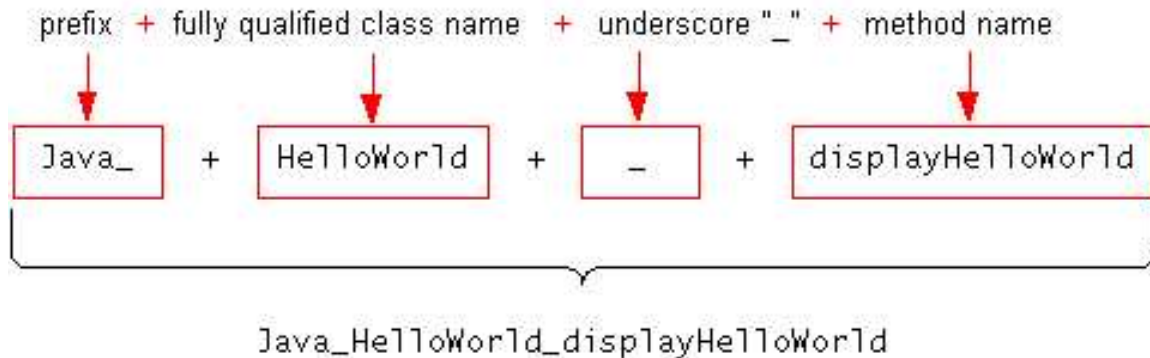 prefix + fully qualified class name + underscore "_" + method name
Java_ + HelloWorld + _ + displayHelloWorld
Java_HelloWorld_displayHelloWorld